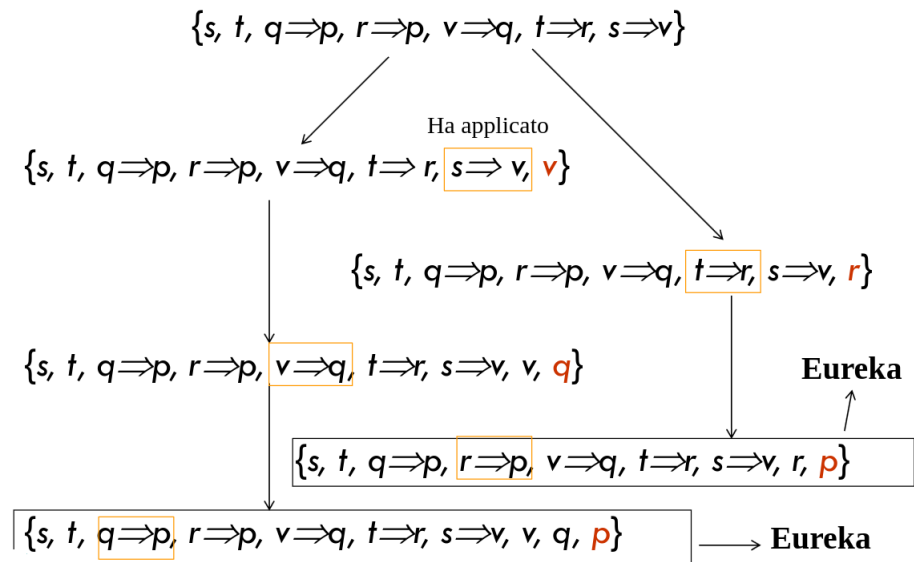 {s, t, q⇒p, r⇒p, v⇒q, t⇒r, s⇒v}
Ha applicato
{s, t, q⇒p, r⇒p, v⇒q, t⇒ r, s⇒ v, v}
{s, t, q⇒p, r⇒p, v⇒q, t⇒r, s⇒v, r}
{s, t, q⇒p, r⇒p, v⇒q, t⇒r, s⇒v, v, q}
Eureka
{s, t, q⇒p, r⇒p, v⇒q, t⇒r, s⇒v, r, p}
{s, t, q⇒p, r⇒p, v⇒q, t⇒r, s⇒v, v, q, p}
Eureka